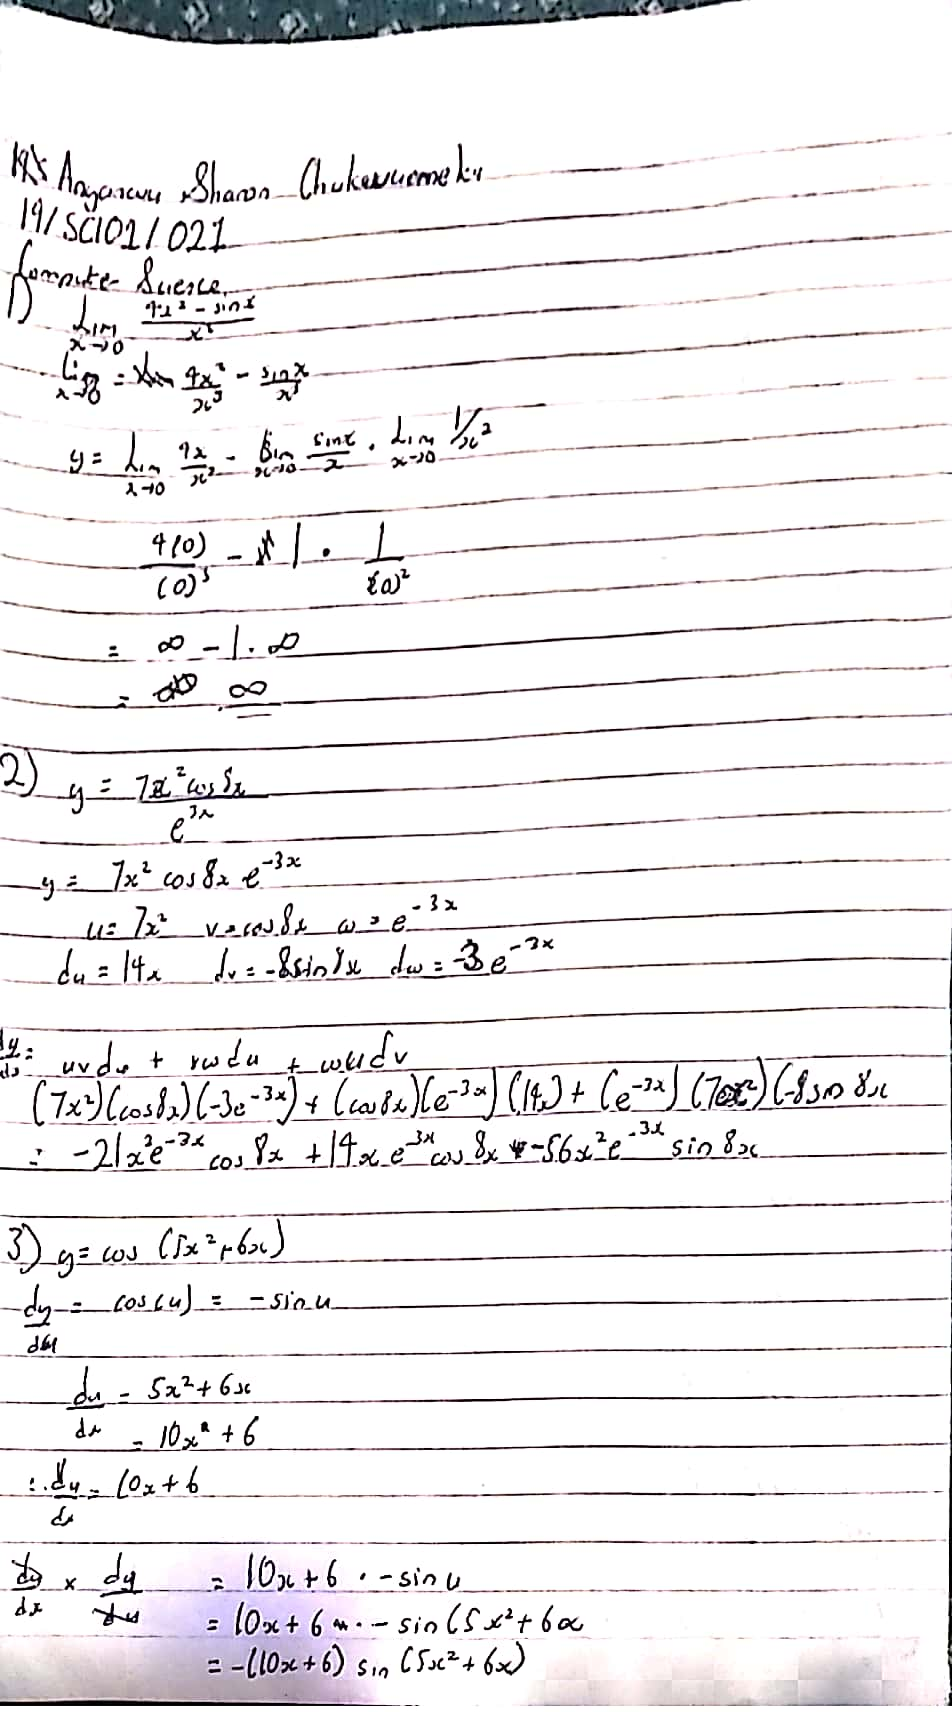 Sharon Chukwuemeka
19/SCI01/021
Computer Science
1) Lim x→0 (4x³ - sinx)/x³
Lim x→0 = 4x³/x³ - sinx/x³
y = Lim x→0 4x/x³ - Lim x→0 sinx/x . Lim x→0 1/x²
4(0)/(0)³ - 1 . 1/(0)²
= ∞ - 1 . ∞
= ∞
2) y = 7x² cos 8x / e^3x
y = 7x² cos 8x e^-3x
u = 7x² v = cos 8x w = e^-3x
du = 14x dv = -8sin 8x dw = -3e^-3x
dy/dx = uvdw + vwdu + wudv
(7x²)(cos8x)(-3e^-3x) + (cos8x)(e^-3x)(14x) + (e^-3x)(7x²)(-8sin 8x
= -21x²e^-3x cos 8x + 14x e^3x cos 8x - 56x²e^-3x sin 8x
3) y = cos (5x² + 6x)
dy/du = cos(u) = - sin u
du/dx = 5x² + 6x
= 10x + 6
∴ du/dx = 10x + 6
dy/dx × dy/du = 10x + 6 . - sin u
= 10x + 6 . - sin (5x² + 6x
= -(10x + 6) sin (5x² + 6x)